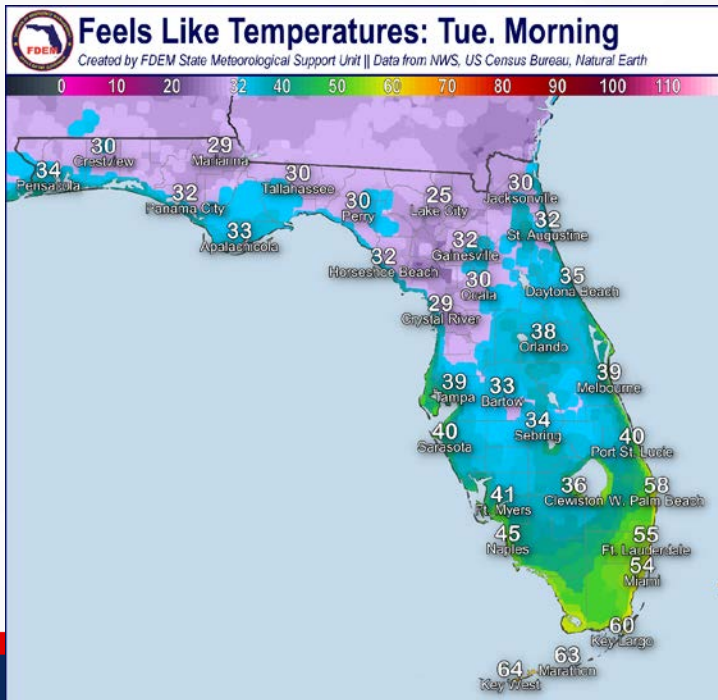 Feels Like Temperatures: Tue. Morning
Created by FDEM State Meteorological Support Unit || Data from NWS, US Census Bureau, Natural Earth
FDEM
0 10 20 32 40 50 60 70 80 90 100 110
30
Crestview
29
Marianna
34
Pensacola
32
Panama City
30
Tallahassee
33
Apalachicola
30
Perry
25
Lake City
30
Jacksonville
32
St. Augustine
32
Gainesville
32
Horseshoe Beach
30
Ocala
35
Daytona Beach
29
Crystal River
38
Orlando
39
Melbourne
39
Tampa
33
Bartow
34
Sebring
40
Sarasota
40
Port St. Lucie
36
Clewiston
58
W. Palm Beach
41
Ft. Myers
45
Naples
55
Ft. Lauderdale
54
Miami
60
Key Largo
63
Marathon
64
Key West